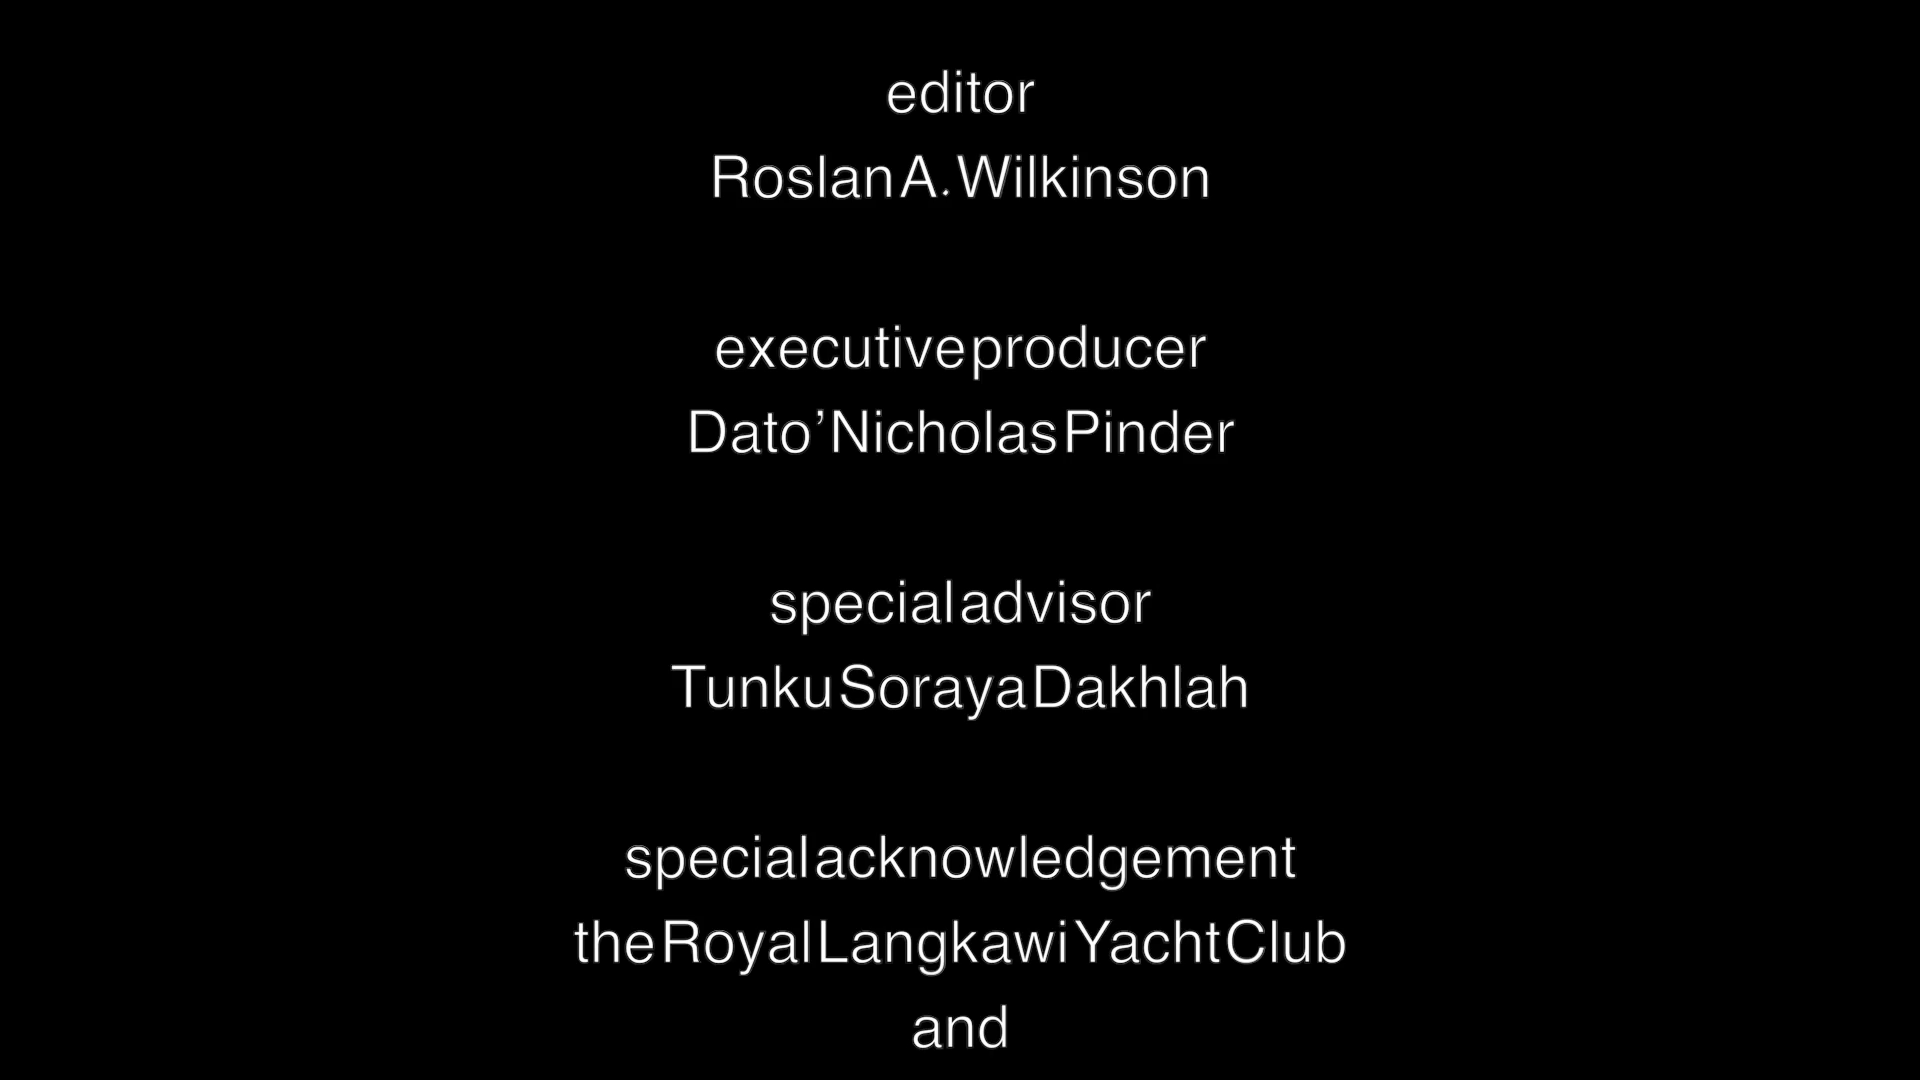 editor
Roslan A. Wilkinson
executive producer
Dato’ Nicholas Pinder
special advisor
Tunku Soraya Dakhlah
special acknowledgement
the Royal Langkawi Yacht Club
and